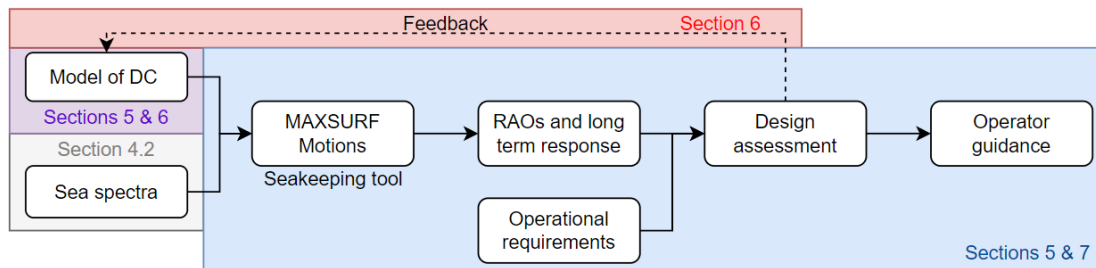 Feedback
Section 6
Model of DC
Sections 5 & 6
Section 4.2
Sea spectra
MAXSURF
Motions
Seakeeping tool
RAOs and long
term response
Operational
requirements
Design
assessment
Operator
guidance
Sections 5 & 7